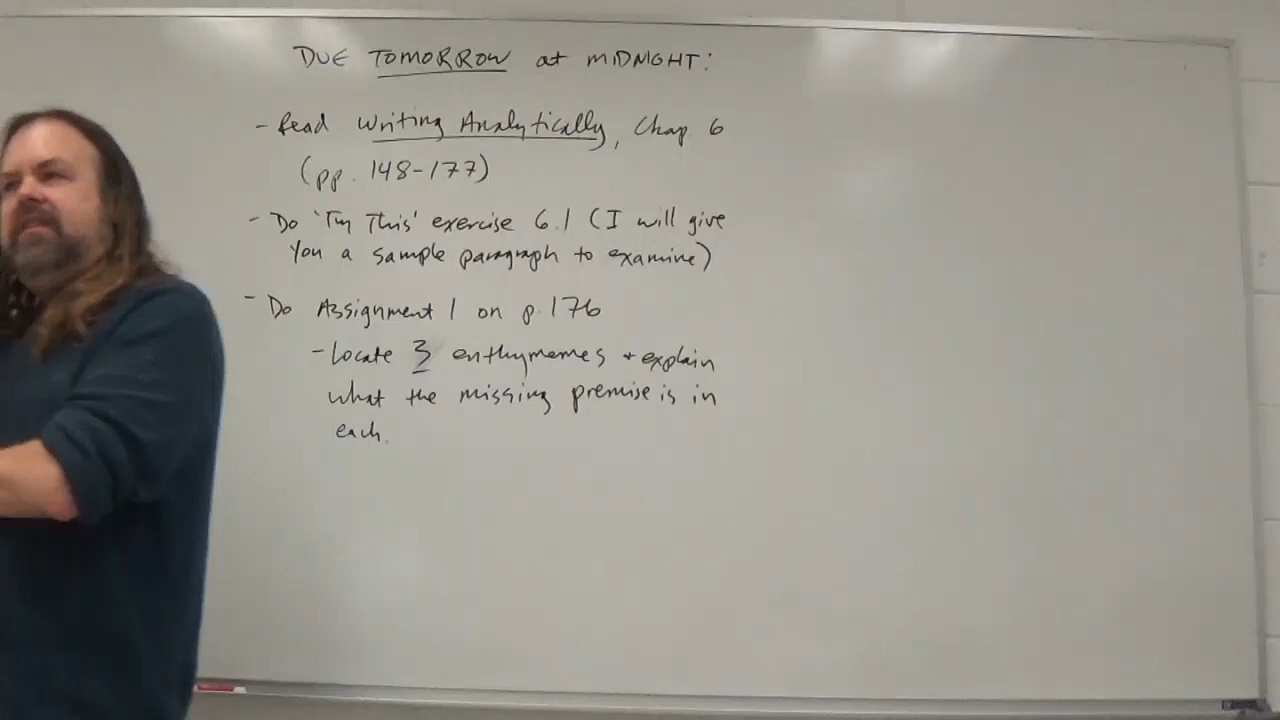 DUE TOMORROW at MIDNIGHT:
- Read Writing Analytically, Chap 6
(pp. 148-177)
- Do 'Try This' exercise 6.1 (I will give
you a sample paragraph to examine)
- Do Assignment 1 on p. 176
- Locate 3 enthymemes + explain
what the missing premise is in
each.